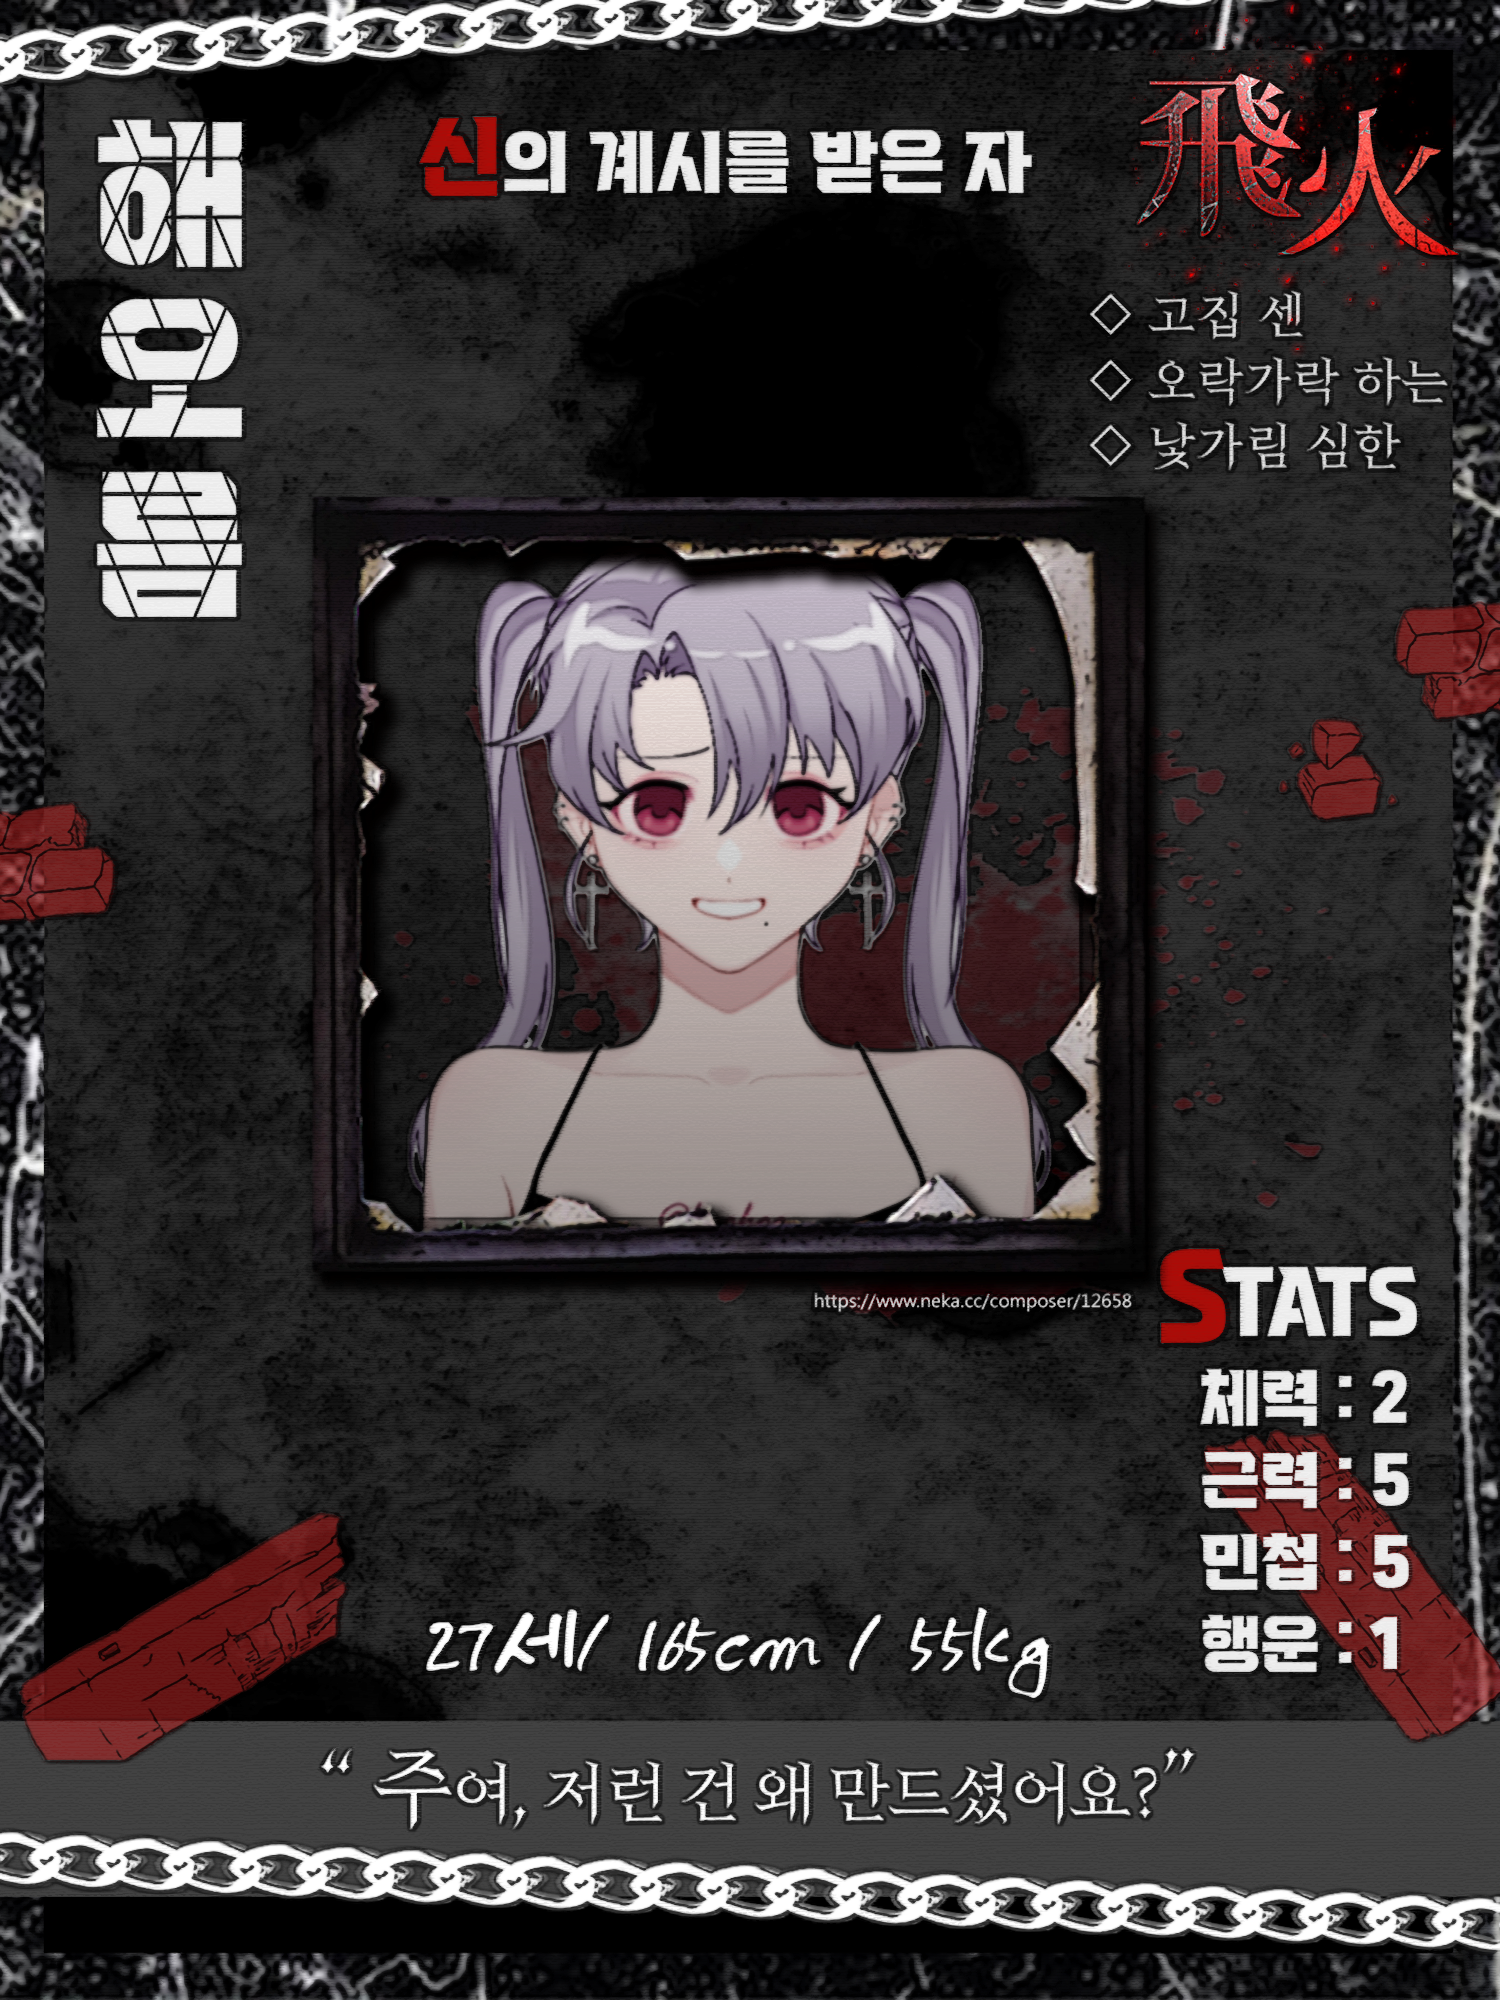 해오름
신의 계시를 받은 자
飛火
◇ 고집 센
◇ 오락가락 하는
◇ 낯가림 심한
https://www.neka.cc/composer/12658
STATS
체력 : 2
근력 : 5
민첩 : 5
행운 : 1
27세/ 165cm / 55kg
“ 주여, 저런 건 왜 만드셨어요?”